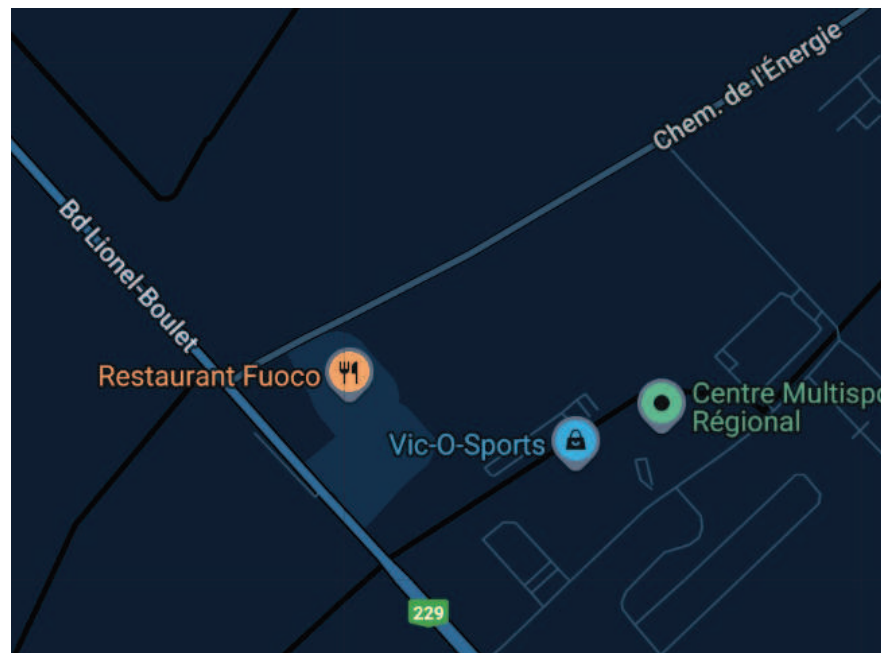 Chem. de l'Énergie
Bd Lionel-Boulet
Restaurant Fuoco
Vic-O-Sports
Centre Multispo
Régional
229